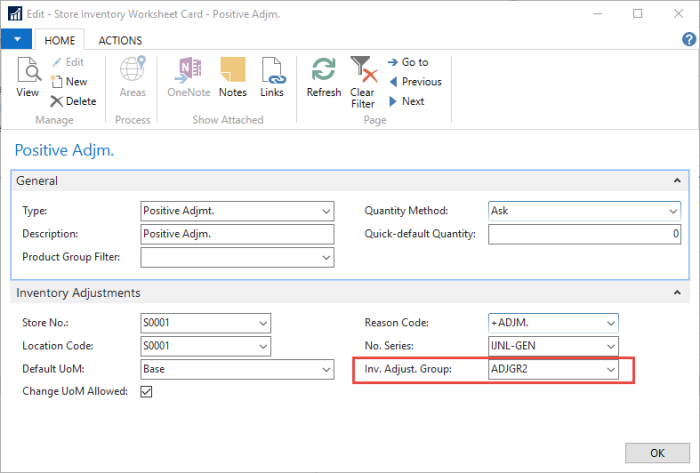 Edit - Store Inventory Worksheet Card - Positive Adjm.
HOME ACTIONS
View
Edit
New
Delete
Manage
Areas
Process
OneNote Notes Links
Show Attached
Refresh Clear Filter
Go to
Previous
Next
Page
Positive Adjm.
General
Type: Positive Adjmt. Quantity Method: Ask
Description: Positive Adjm. Quick-default Quantity: 0
Product Group Filter:
Inventory Adjustments
Store No.: S0001 Reason Code: +ADJM.
Location Code: S0001 No. Series: IJNL-GEN
Default UoM: Base Inv. Adjust. Group: ADJGR2
Change UoM Allowed:
OK